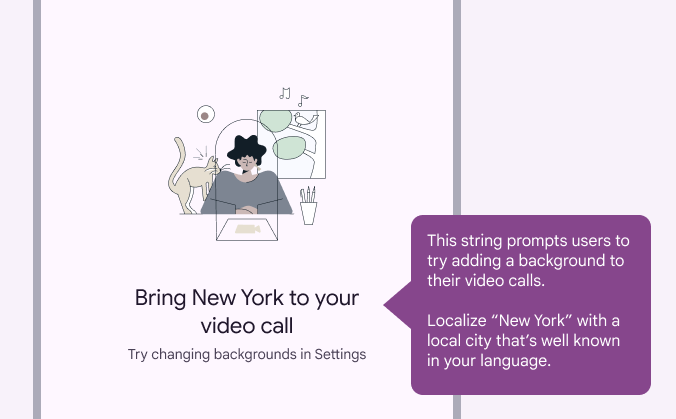 Bring New York to your
video call
Try changing backgrounds in Settings
This string prompts users to
try adding a background to
their video calls.
Localize “New York” with a
local city that’s well known
in your language.